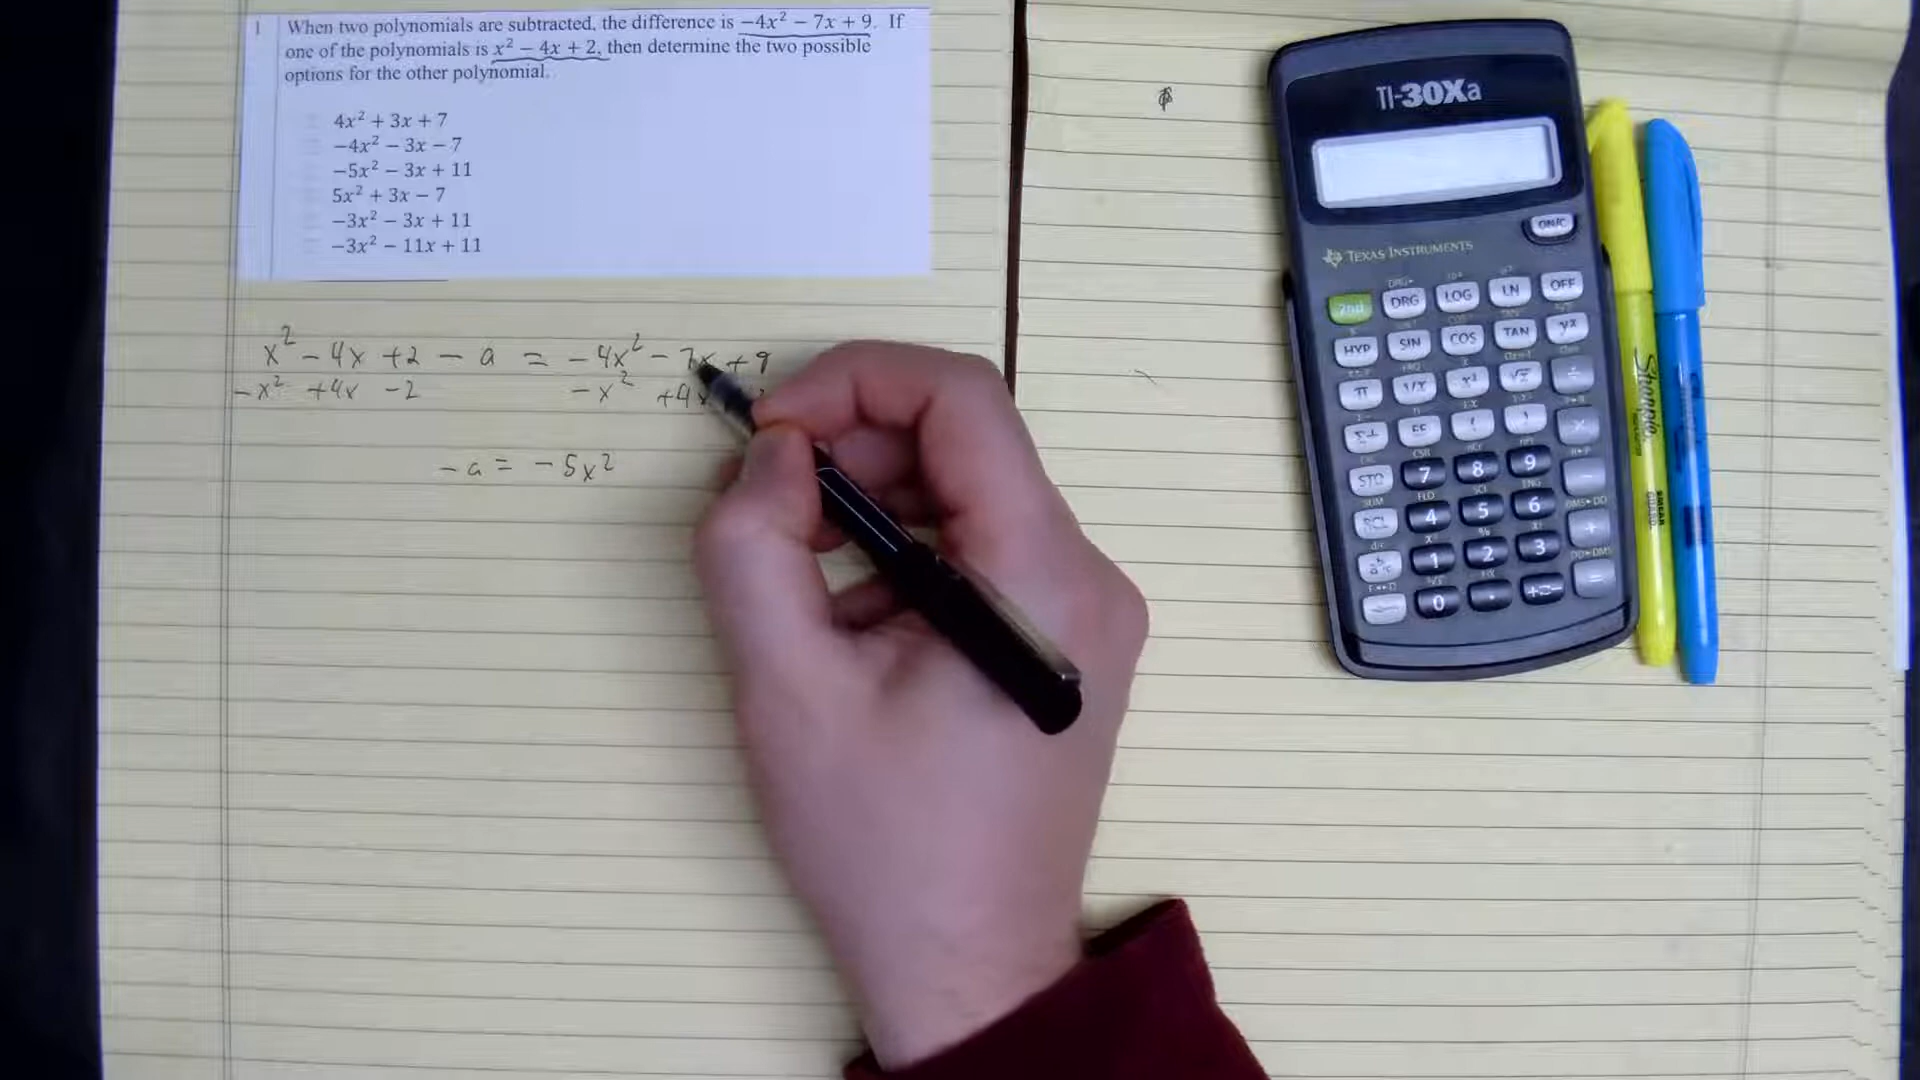 1 When two polynomials are subtracted, the difference is −4x² − 7x + 9. If
one of the polynomials is x² − 4x + 2, then determine the two possible
options for the other polynomial.
4x² + 3x + 7
−4x² − 3x − 7
−5x² − 3x + 11
5x² + 3x − 7
−3x² − 3x + 11
−3x² − 11x + 11
x² − 4x + 2 − a = − 4x² − 7x + 9
− x² + 4x − 2 − x² + 4x
− a = − 5x²
TI-30Xa
ON/C
TEXAS INSTRUMENTS
2nd DRG LOG LN OFF
HYP SIN COS TAN yx
π 1/x x² √x ÷
Σ+ EE ( ) ×
STO 7 8 9 −
RCL 4 5 6 +
1 2 3 =
0 .
Sharpie